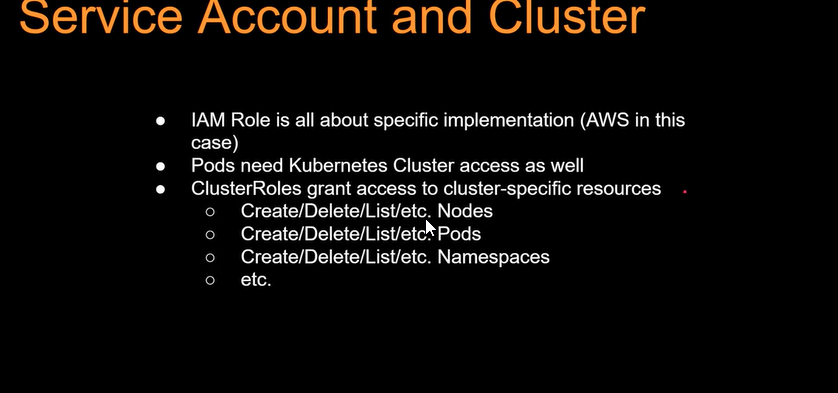 Service Account and Cluster
● IAM Role is all about specific implementation (AWS in this
case)
● Pods need Kubernetes Cluster access as well
● ClusterRoles grant access to cluster-specific resources
○ Create/Delete/List/etc. Nodes
○ Create/Delete/List/etc. Pods
○ Create/Delete/List/etc. Namespaces
○ etc.